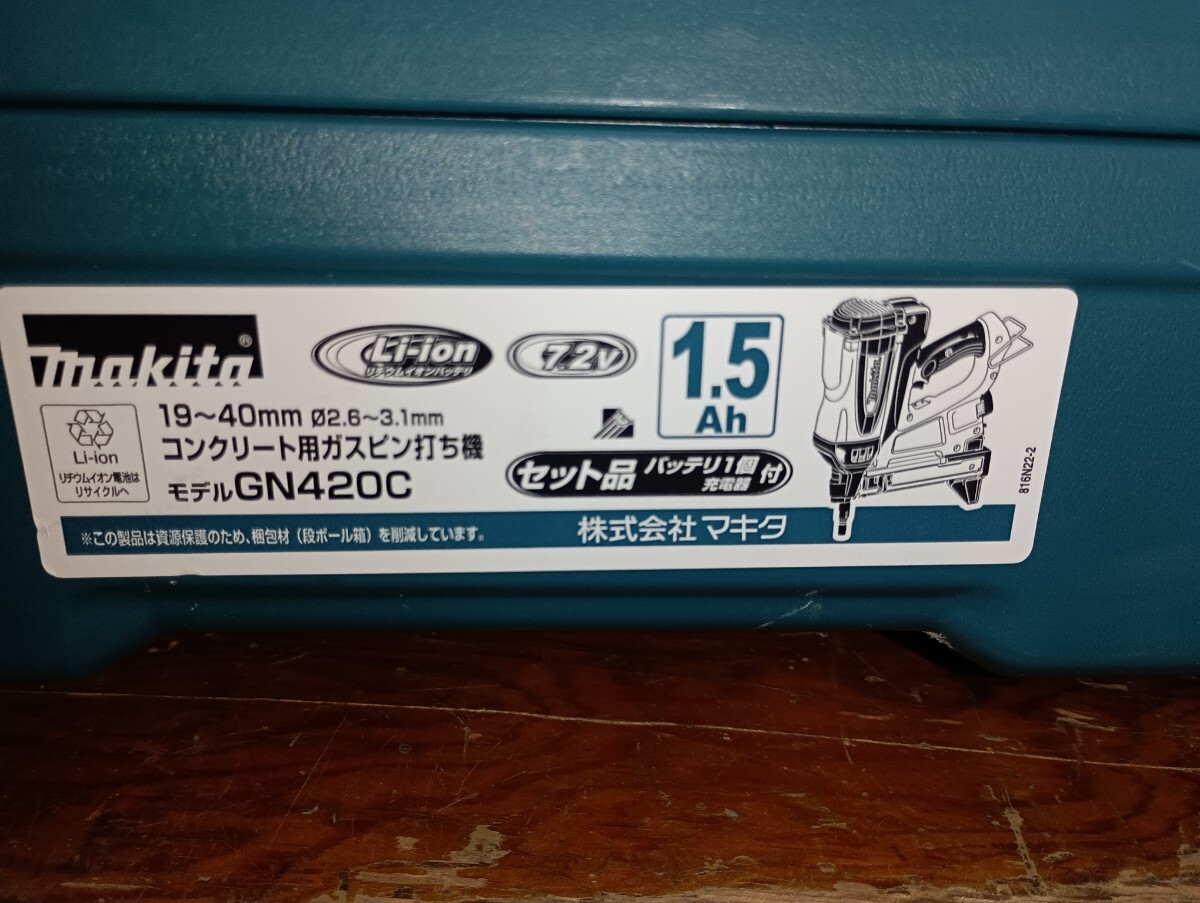 makita®
Li-ion
リチウムイオンバッテリ
7.2V
1.5
Ah
Li-ion
リチウムイオン電池は
リサイクルへ
19～40mm Ø2.6～3.1mm
コンクリート用ガスピン打ち機
モデルGN420C
セット品 バッテリ1個 充電器 付
※この製品は資源保護のため、梱包材（段ボール箱）を削減しています。
株式会社マキタ
makita
816N22-2